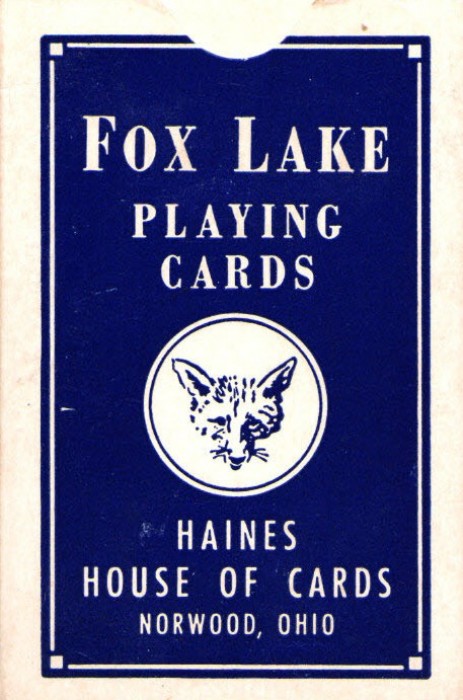 FOX LAKE
PLAYING
CARDS
HAINES
HOUSE OF CARDS
NORWOOD, OHIO